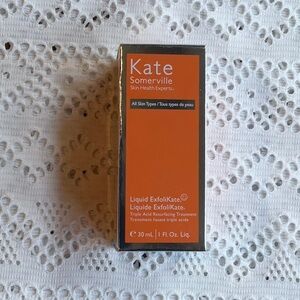 Kate
Somerville
Skin Health Experts™
All Skin Types / Tous types de peau
Liquid ExfoliKate®
Liquide ExfoliKate®
Triple Acid Resurfacing Treatment
Traitement lissant triple acide
℮ 30 mL | 1 Fl. Oz. Liq.